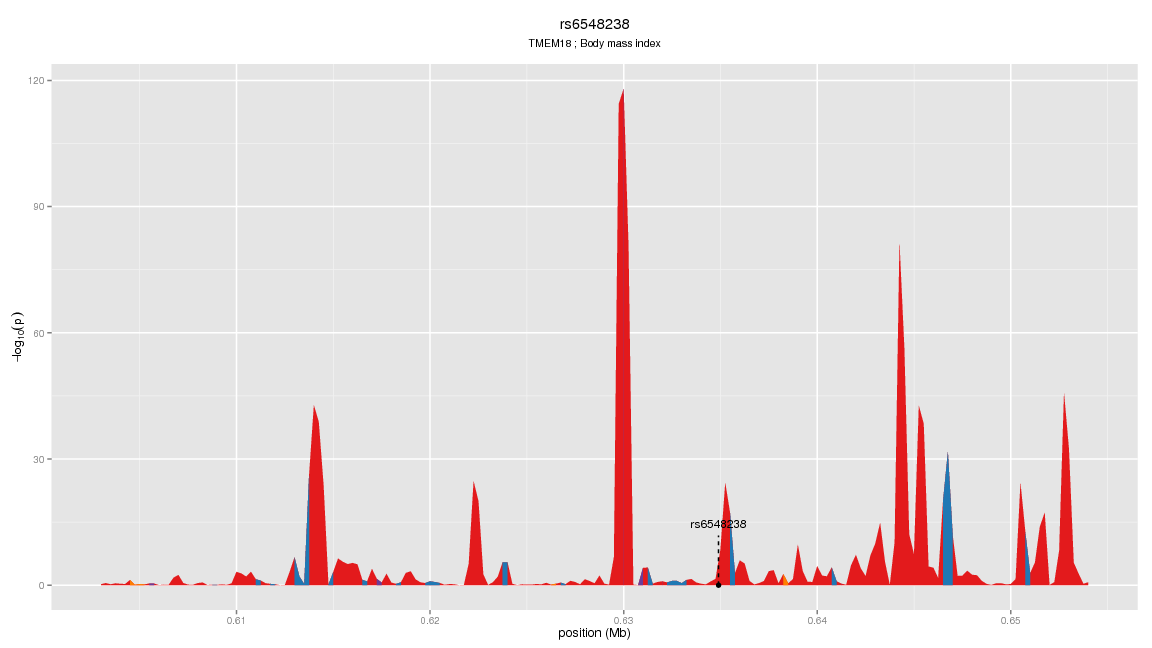 rs6548238
TMEM18 ; Body mass index
120
90
60
30
0
−log10(p)
rs6548238
0.61 0.62 0.63 0.64 0.65
position (Mb)